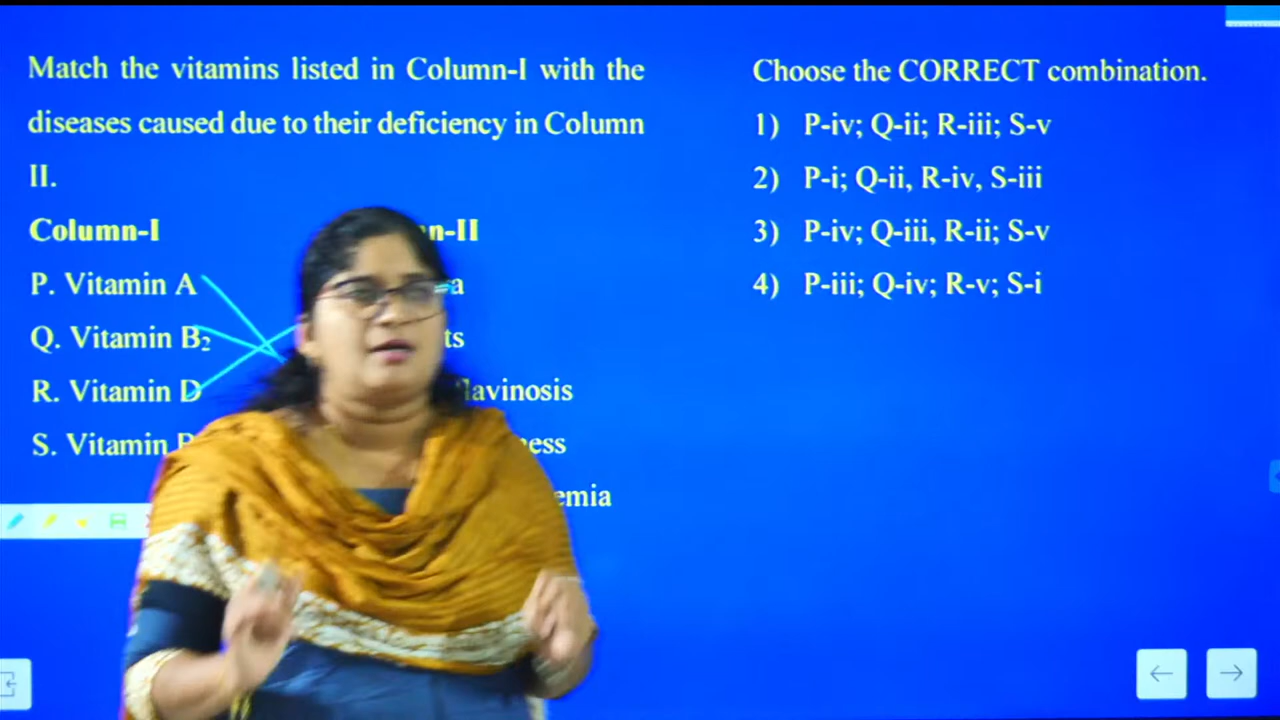 Match the vitamins listed in Column-I with the
diseases caused due to their deficiency in Column
II.
Column-I
P. Vitamin A
Q. Vitamin B₂
R. Vitamin D
S. Vitamin
Choose the CORRECT combination.
1) P-iv; Q-ii; R-iii; S-v
2) P-i; Q-ii, R-iv, S-iii
3) P-iv; Q-iii, R-ii; S-v
4) P-iii; Q-iv; R-v; S-i